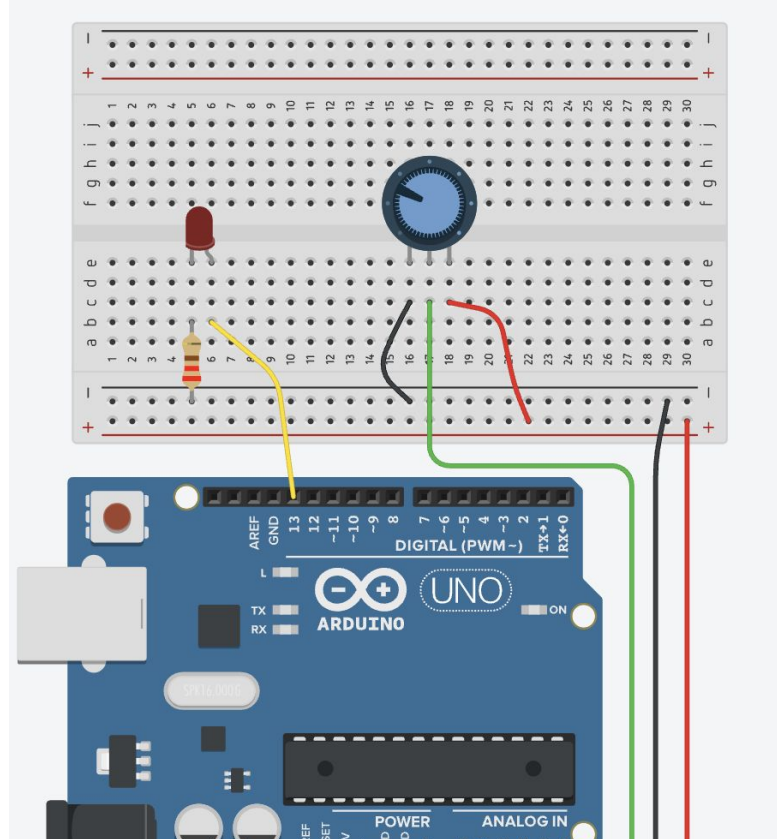 − −
+ +
1 2 3 4 5 6 7 8 9 10 11 12 13 14 15 16 17 18 19 20 21 22 23 24 25 26 27 28 29 30
j j
i i
h h
g g
f f
e e
d d
c c
b b
a a
1 2 3 4 5 6 7 8 9 10 11 12 13 14 15 16 18 19 20 21 22 23 24 25 26 27 28 29 30
− −
+ +
AREF GND 13 12 ~11 ~10 ~9 8 7 ~6 ~5 4 ~3 2 TX→1 RX←0
DIGITAL (PWM~)
L
TX
RX
ARDUINO
UNO
ON
POWER ANALOG IN